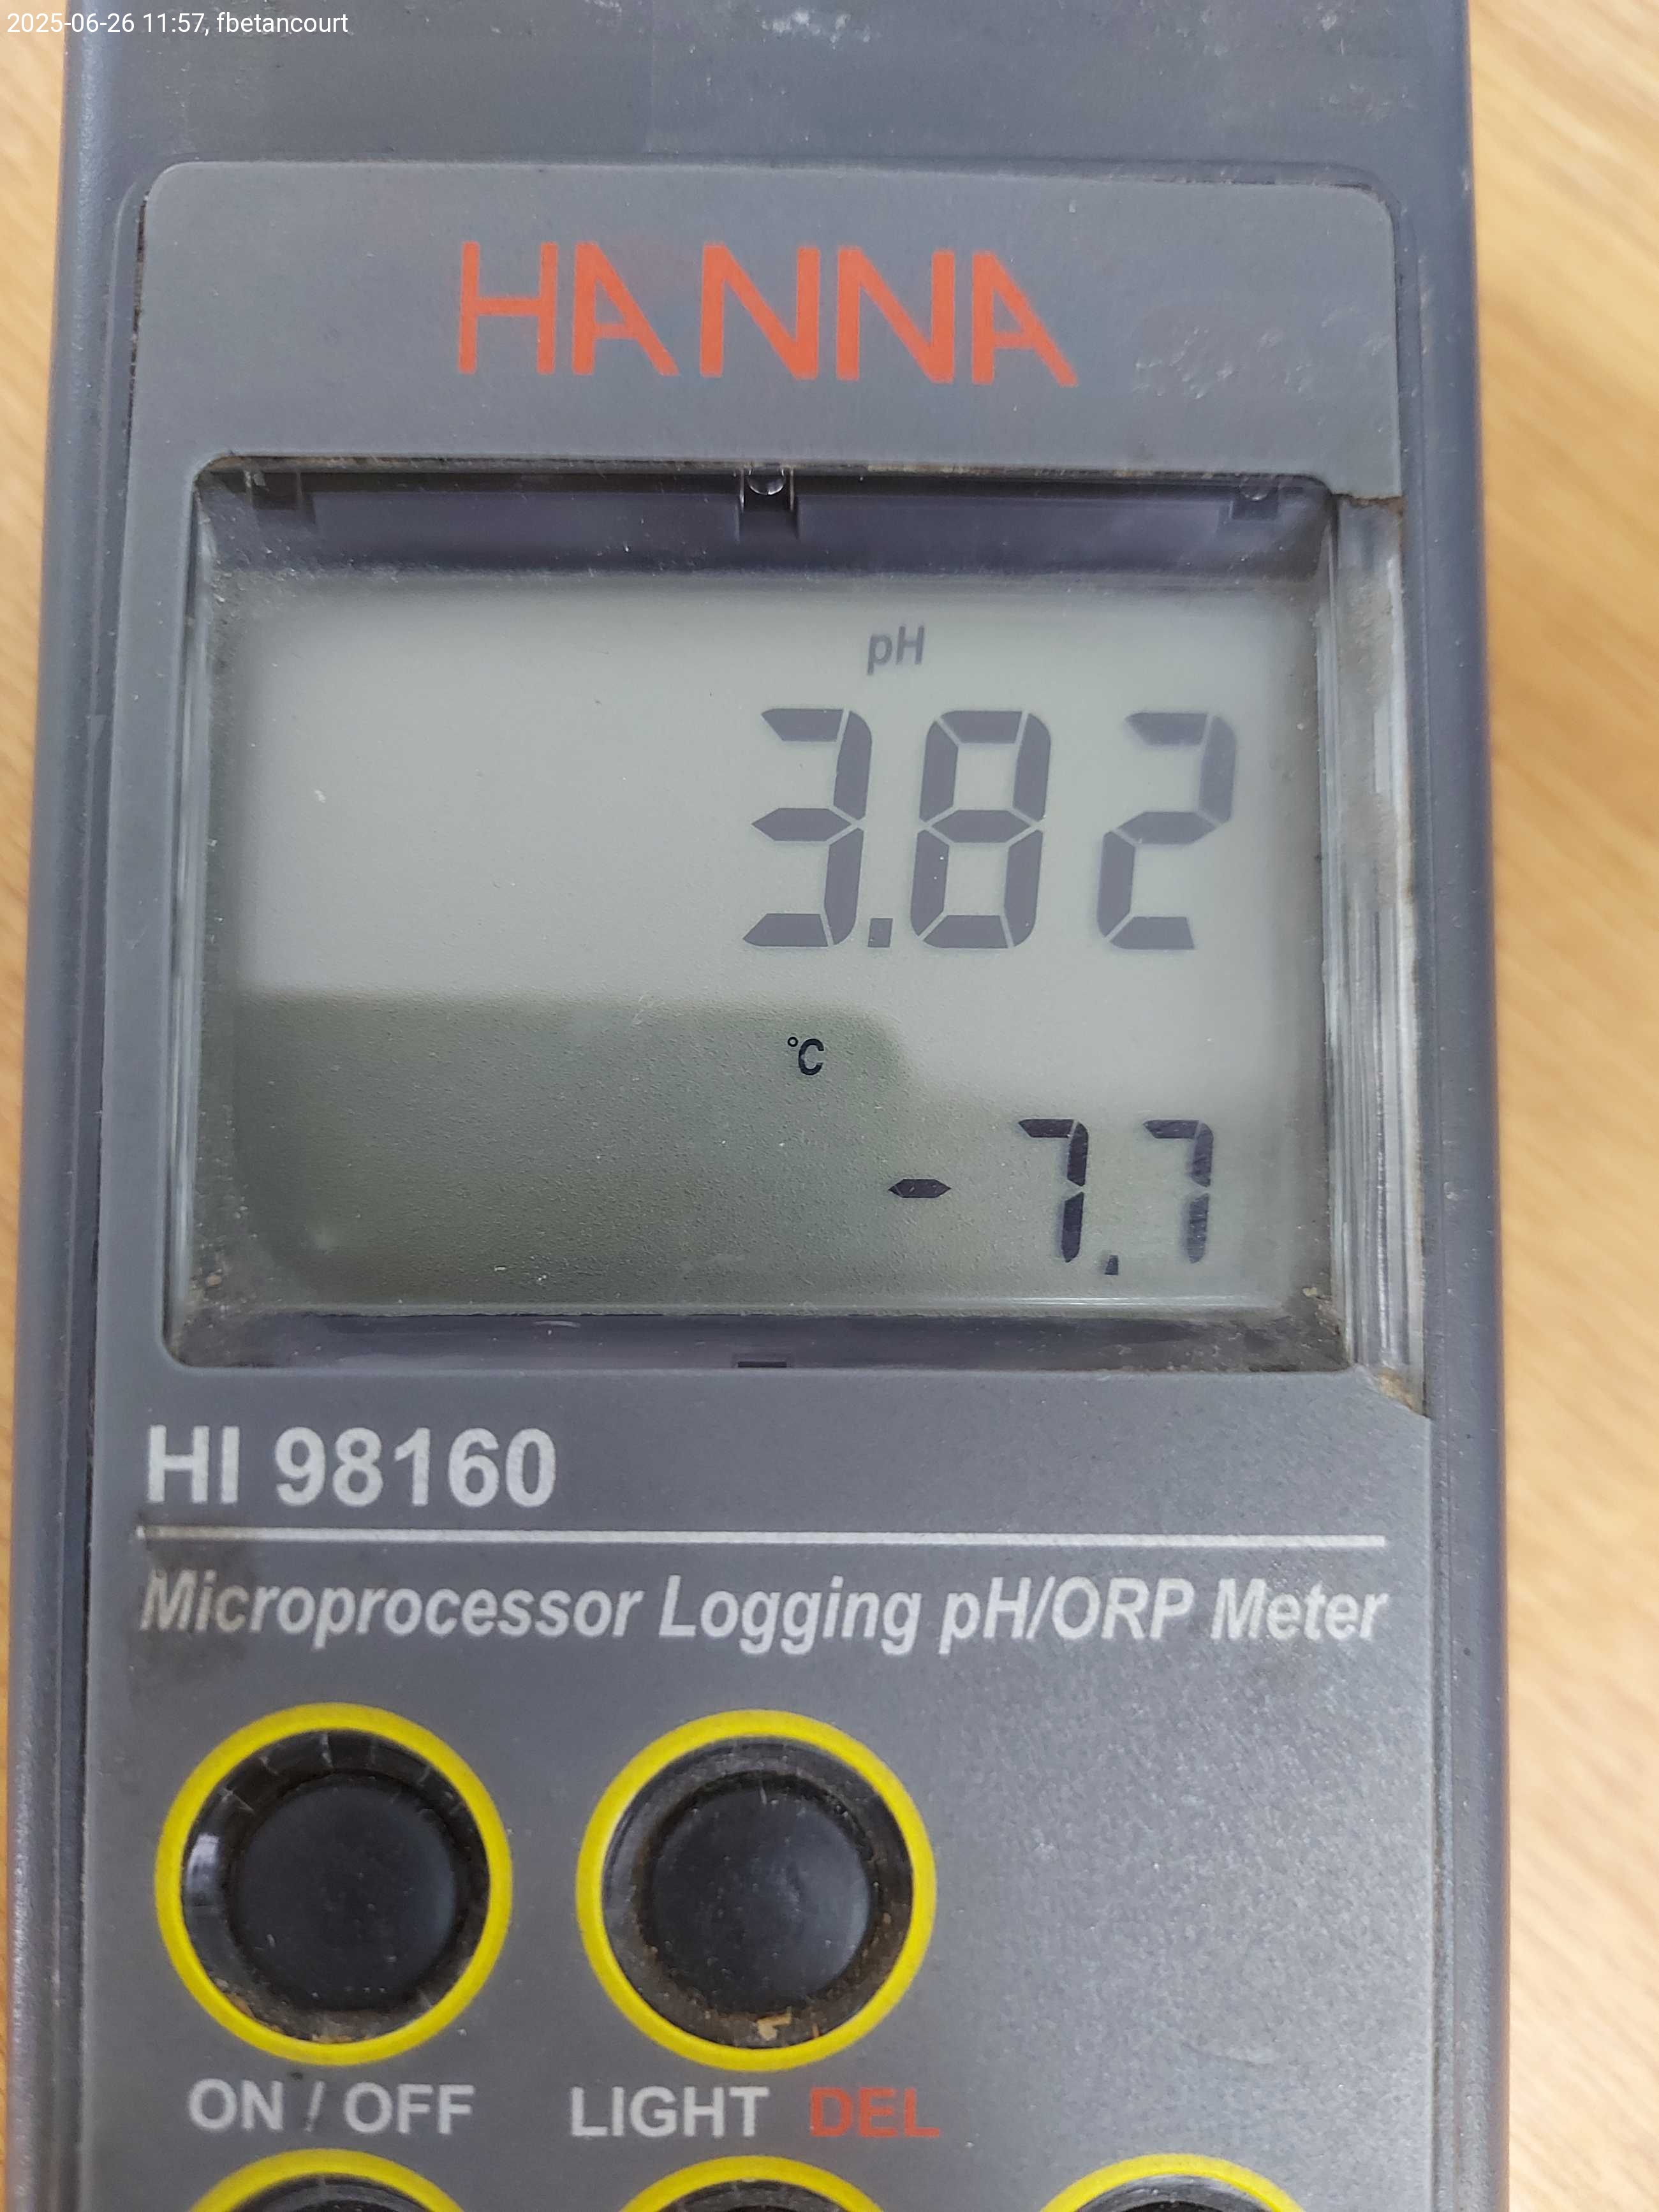 2025-06-26 11:57, fbetancourt
HANNA
pH
3.82
°C
-7.7
HI 98160
Microprocessor Logging pH/ORP Meter
ON / OFF LIGHT DEL